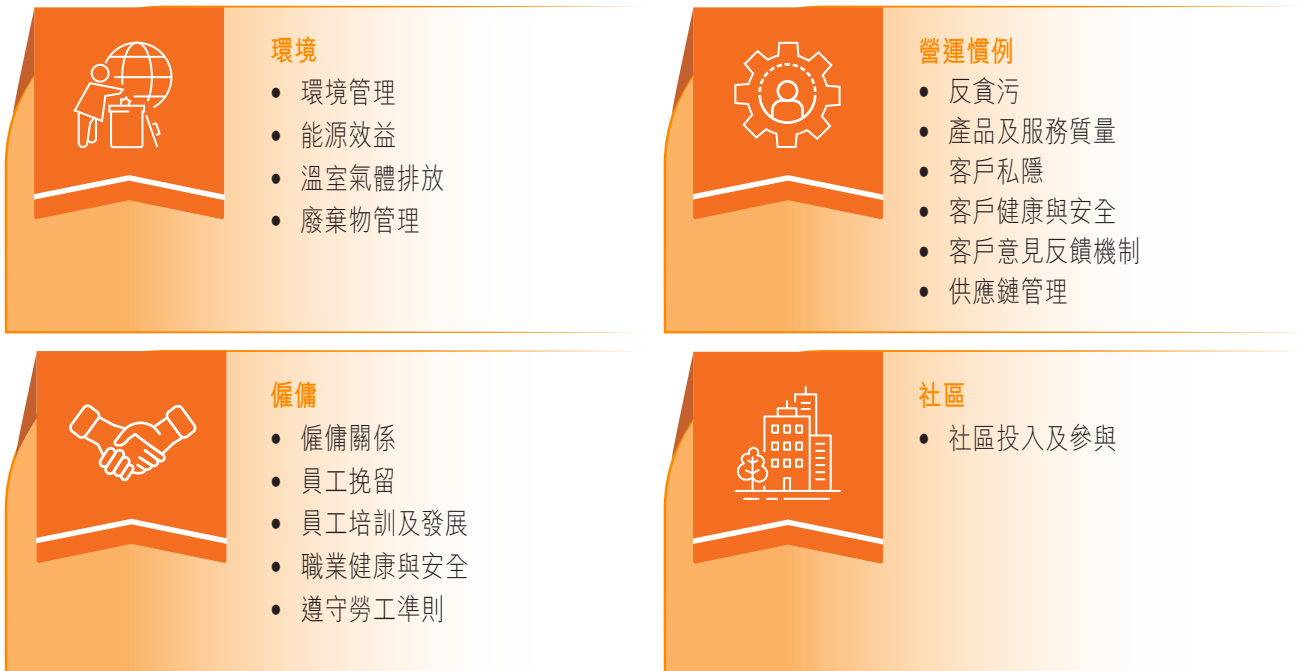 環境
• 環境管理
• 能源效益
• 溫室氣體排放
• 廢棄物管理
營運慣例
• 反貪污
• 產品及服務質量
• 客戶私隱
• 客戶健康與安全
• 客戶意見反饋機制
• 供應鏈管理
僱傭
• 僱傭關係
• 員工挽留
• 員工培訓及發展
• 職業健康與安全
• 遵守勞工準則
社區
• 社區投入及參與